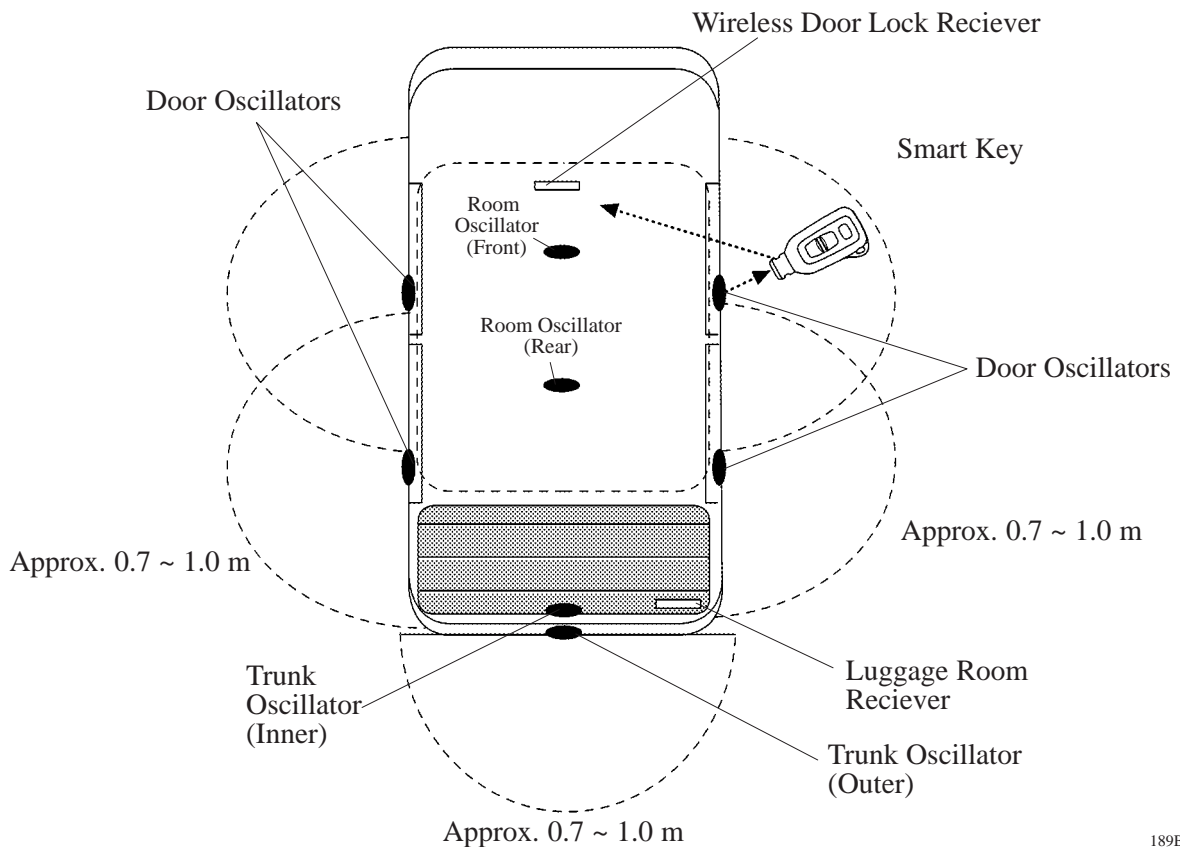 Wireless Door Lock Reciever
Door Oscillators
Smart Key
Room
Oscillator
(Front)
Room Oscillator
(Rear)
Door Oscillators
Approx. 0.7 ~ 1.0 m
Approx. 0.7 ~ 1.0 m
Trunk
Oscillator
(Inner)
Luggage Room
Reciever
Trunk Oscillator
(Outer)
Approx. 0.7 ~ 1.0 m